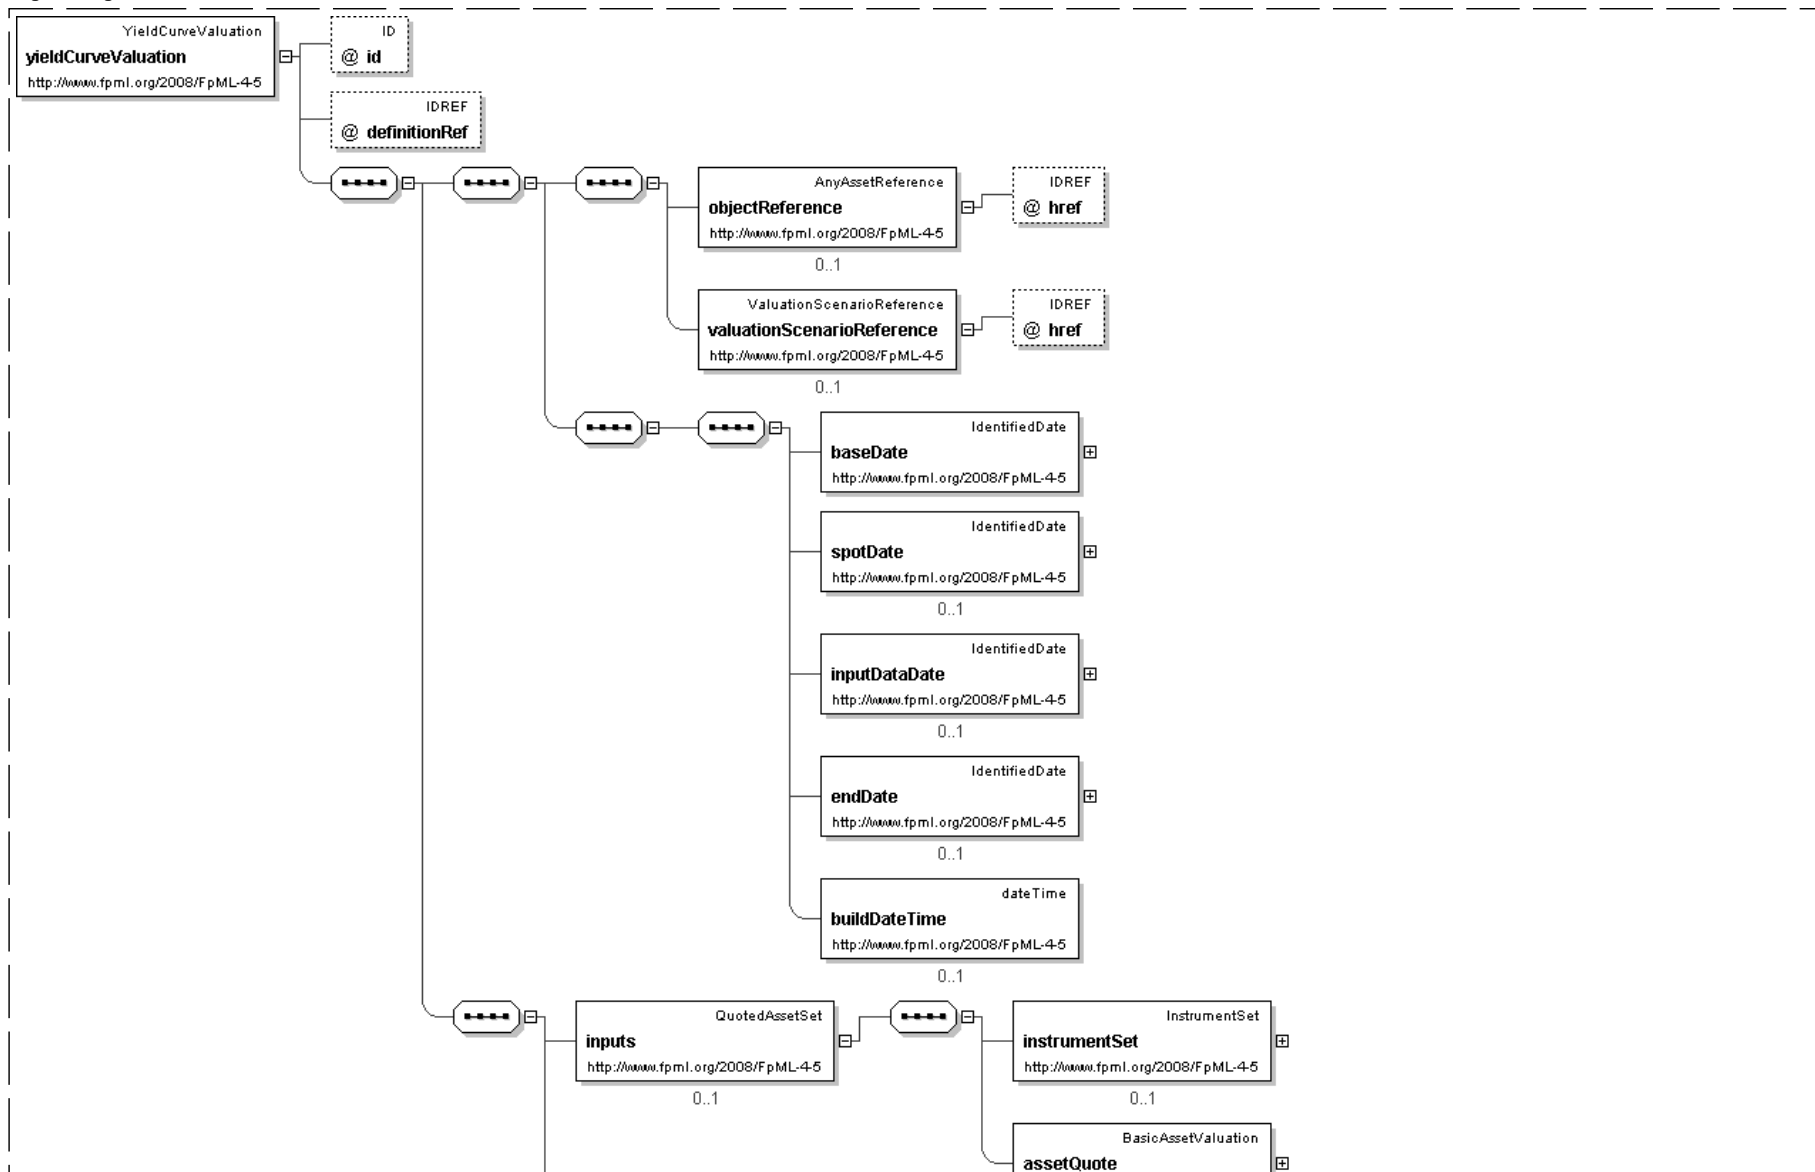 YieldCurveValuation
yieldCurveValuation
http://www.fpml.org/2008/FpML-4-5
ID
@ id
IDREF
@ definitionRef
AnyAssetReference
objectReference
http://www.fpml.org/2008/FpML-4-5
0..1
IDREF
@ href
ValuationScenarioReference
valuationScenarioReference
http://www.fpml.org/2008/FpML-4-5
0..1
IDREF
@ href
IdentifiedDate
baseDate
http://www.fpml.org/2008/FpML-4-5
IdentifiedDate
spotDate
http://www.fpml.org/2008/FpML-4-5
0..1
IdentifiedDate
inputDataDate
http://www.fpml.org/2008/FpML-4-5
0..1
IdentifiedDate
endDate
http://www.fpml.org/2008/FpML-4-5
0..1
dateTime
buildDateTime
http://www.fpml.org/2008/FpML-4-5
0..1
QuotedAssetSet
inputs
http://www.fpml.org/2008/FpML-4-5
0..1
InstrumentSet
instrumentSet
http://www.fpml.org/2008/FpML-4-5
0..1
BasicAssetValuation
assetQuote